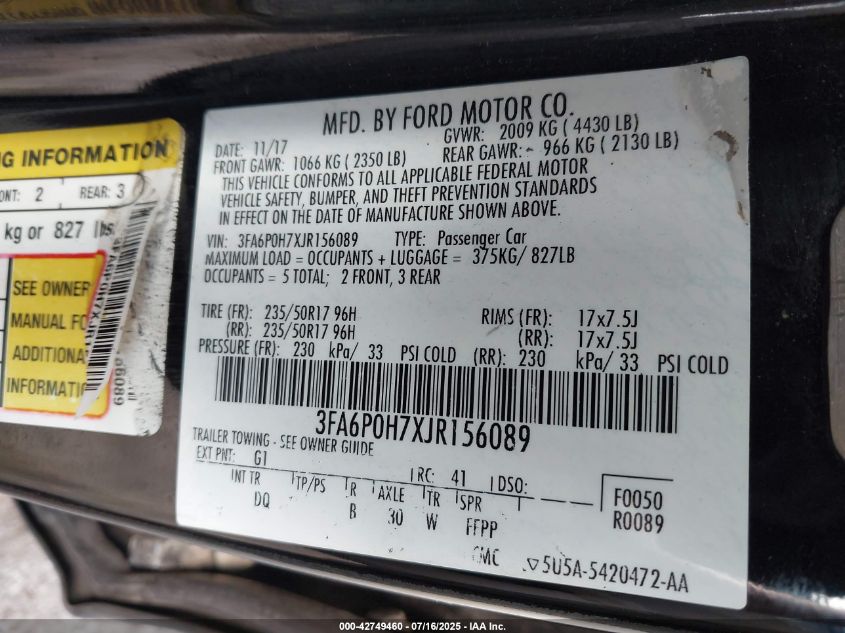 NG INFORMATION
ONT: 2 REAR: 3
kg or 827 lbs
SEE OWNER
MANUAL FO
ADDITIONA
INFORMATI
06089
MFD. BY FORD MOTOR CO.
DATE: 11/17 GVWR: 2009 KG ( 4430 LB)
FRONT GAWR: 1066 KG ( 2350 LB) REAR GAWR: 966 KG ( 2130 LB)
THIS VEHICLE CONFORMS TO ALL APPLICABLE FEDERAL MOTOR
VEHICLE SAFETY, BUMPER, AND THEFT PREVENTION STANDARDS
IN EFFECT ON THE DATE OF MANUFACTURE SHOWN ABOVE.
VIN: 3FA6P0H7XJR156089 TYPE: Passenger Car
MAXIMUM LOAD = OCCUPANTS + LUGGAGE = 375KG/ 827LB
OCCUPANTS = 5 TOTAL; 2 FRONT, 3 REAR
TIRE (FR): 235/50R17 96H RIMS (FR): 17x7.5J
(RR): 235/50R17 96H (RR): 17x7.5J
PRESSURE (FR): 230 kPa/ 33 PSI COLD (RR): 230 kPa/ 33 PSI COLD
3FA6P0H7XJR156089
TRAILER TOWING - SEE OWNER GUIDE
EXT PNT: G1 RC: 41 DSO:
INT TR TP/PS R AXLE TR SPR F0050
DQ B 30 W FFPP R0089
CMC 5U5A-5420472-AA
000-42749460 - 07/16/2025 - IAA Inc.